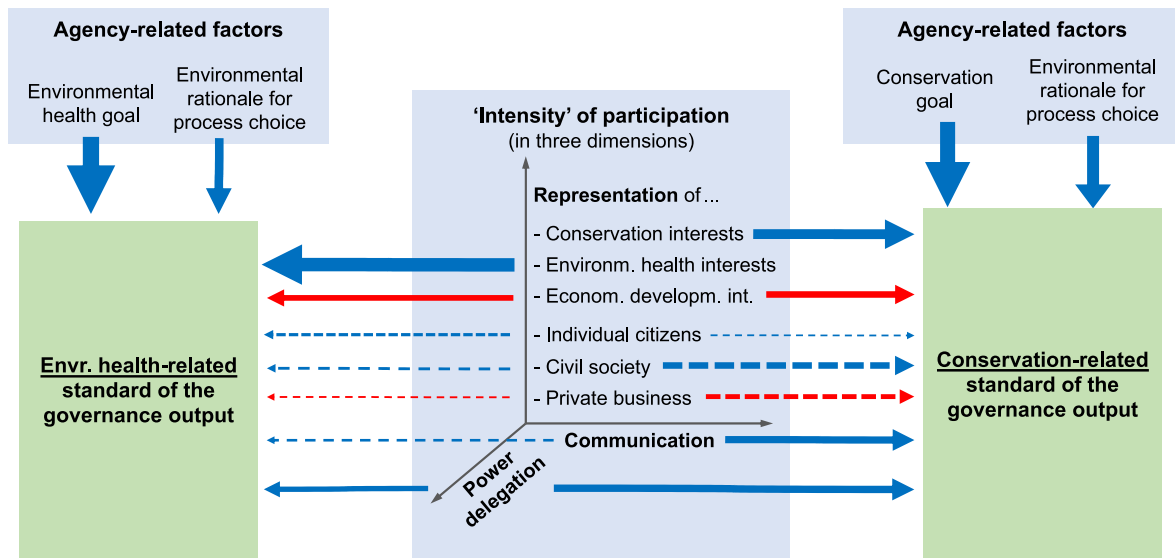 Agency-related factors
Environmental
health goal
Environmental
rationale for
process choice
Agency-related factors
Conservation
goal
Environmental
rationale for
process choice
‘Intensity’ of participation
(in three dimensions)
Representation of ...
- Conservation interests
- Environm. health interests
- Econom. developm. int.
- Individual citizens
- Civil society
- Private business
Communication
Power
delegation
Envr. health-related
standard of the
governance output
Conservation-related
standard of the
governance output